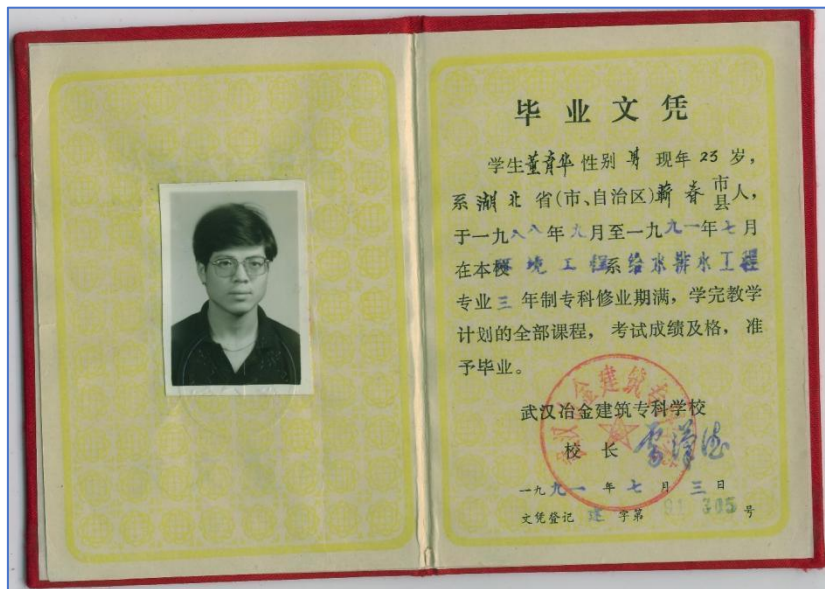 毕业文凭
学生董育华性别男现年23岁，
系湖北省(市、自治区)蕲春市县人，
于一九八八年九月至一九九一年七月
在本校环境工程系给水排水工程
专业三年制专科修业期满，学完教学
计划的全部课程，考试成绩及格，准
予毕业。
武汉冶金建筑专科学校
校长
一九九一年七月三日
文凭登记 字第91 305号